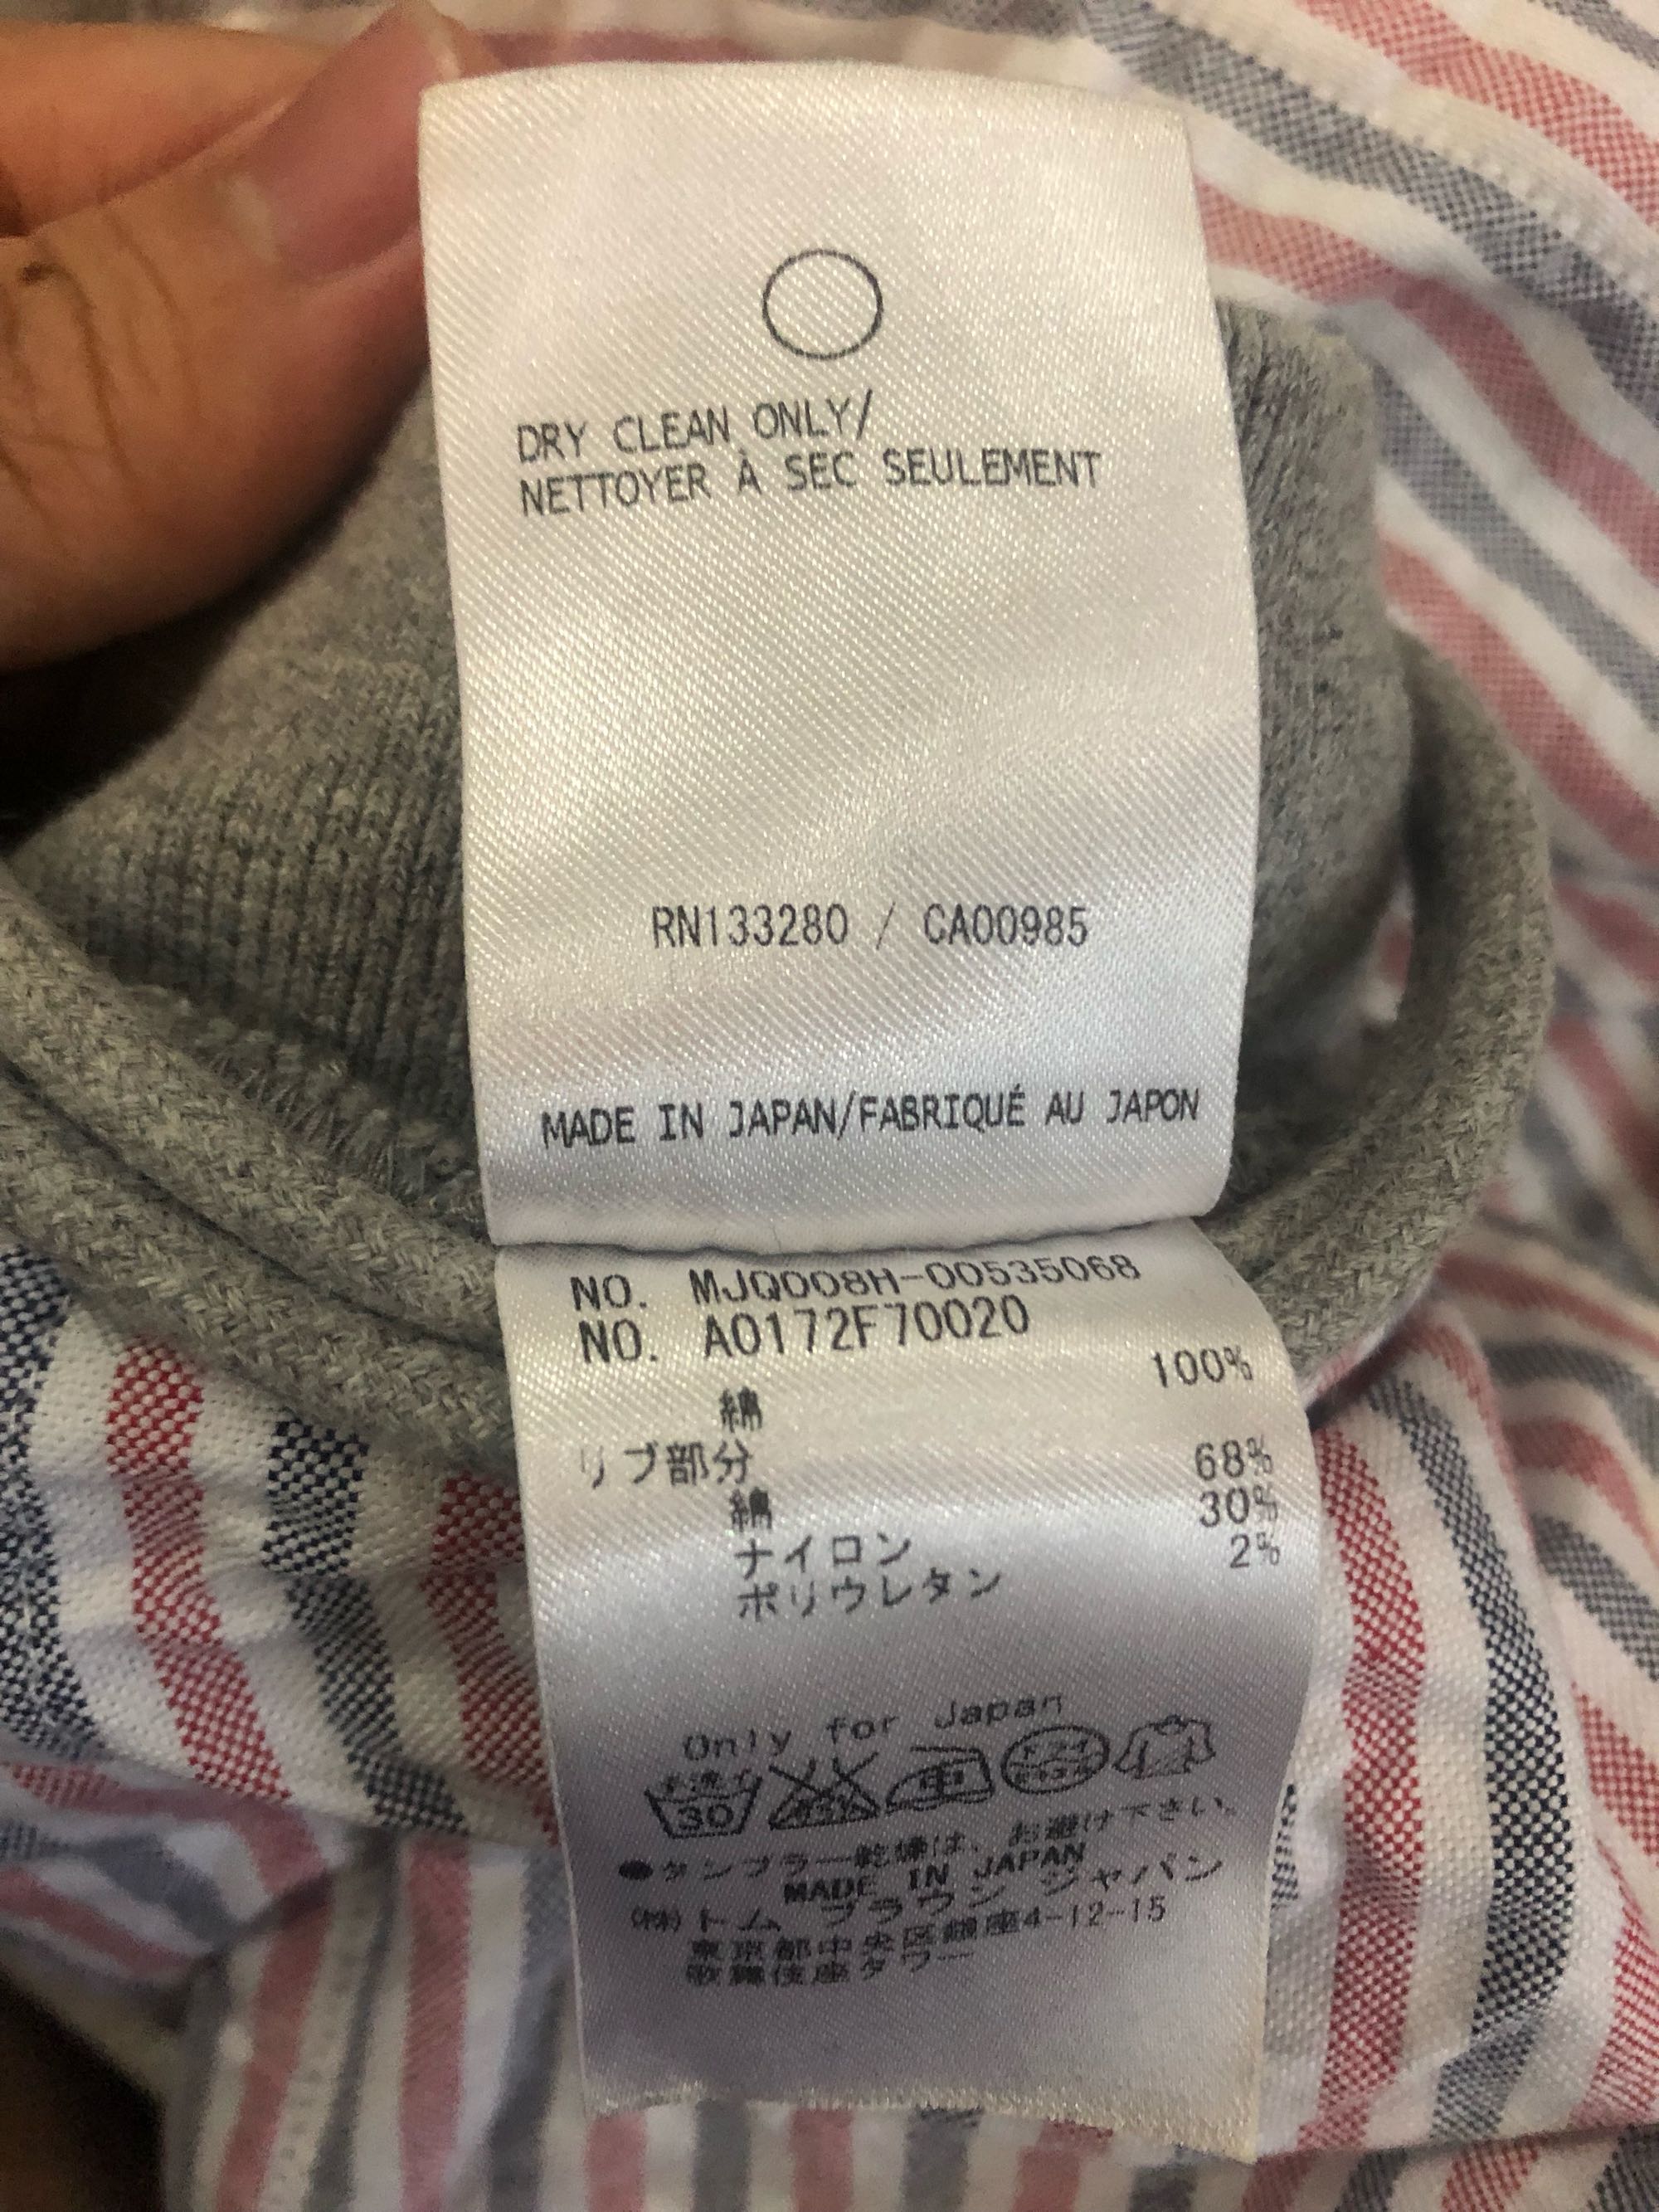 DRY CLEAN ONLY/
NETTOYER À SEC SEULEMENT
RN133280 / CA00985
MADE IN JAPAN/FABRIQUÉ AU JAPON
NO. MJQ008H-00535068
NO. A0172F70020
100%
綿
リブ部分
68%
綿
30%
ナイロン
2%
ポリウレタン
Only for Japan
30
●タンブラー乾燥は、お避け下さい。
MADE IN JAPAN
㈱トム ブラウン ジャパン
東京都中央区銀座4-12-15
歌舞伎座タワー